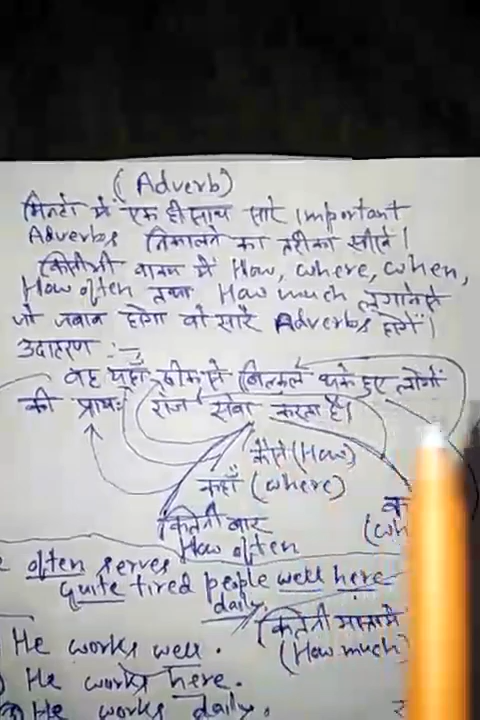 (Adverb)
मिनटो में एक ही साथ सारे important
Adverbs निकालने का तरीका सीखें।
किसीभी वाक्य में How, where, when,
How often तथा How much लगाने से
जो जवाब होगा वो सारे Adverbs होगें।
उदाहरण :-
वह यहाँ ठीक से बिल्कुल थके हुए लोगों
की प्रायः रोज सेवा करता है।
कैसे (How)
कहाँ (where)
कितनी बार
How often
often serves
quite tired people well here
daily.
कितनी मात्रा में
(How much)
He works well.
He works here.
He works daily.